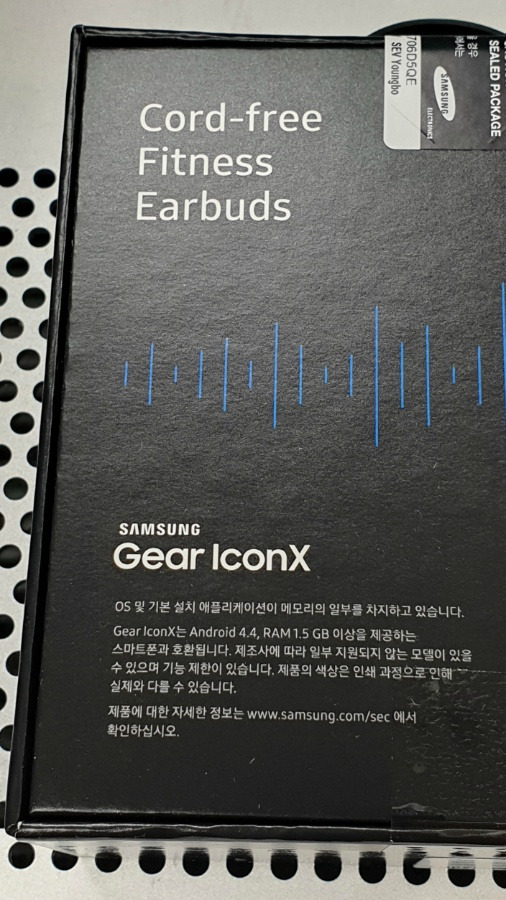 706D5QE
SEV Youngbo
SAMSUNG
ELECTRONICS
SEALED PACKAGE
경우
에서는
Cord-free
Fitness
Earbuds
SAMSUNG
Gear IconX
OS 및 기본 설치 애플리케이션이 메모리의 일부를 차지하고 있습니다.
Gear IconX는 Android 4.4, RAM 1.5 GB 이상을 제공하는
스마트폰과 호환됩니다. 제조사에 따라 일부 지원되지 않는 모델이 있을
수 있으며 기능 제한이 있습니다. 제품의 색상은 인쇄 과정으로 인해
실제와 다를 수 있습니다.
제품에 대한 자세한 정보는 www.samsung.com/sec 에서
확인하십시오.